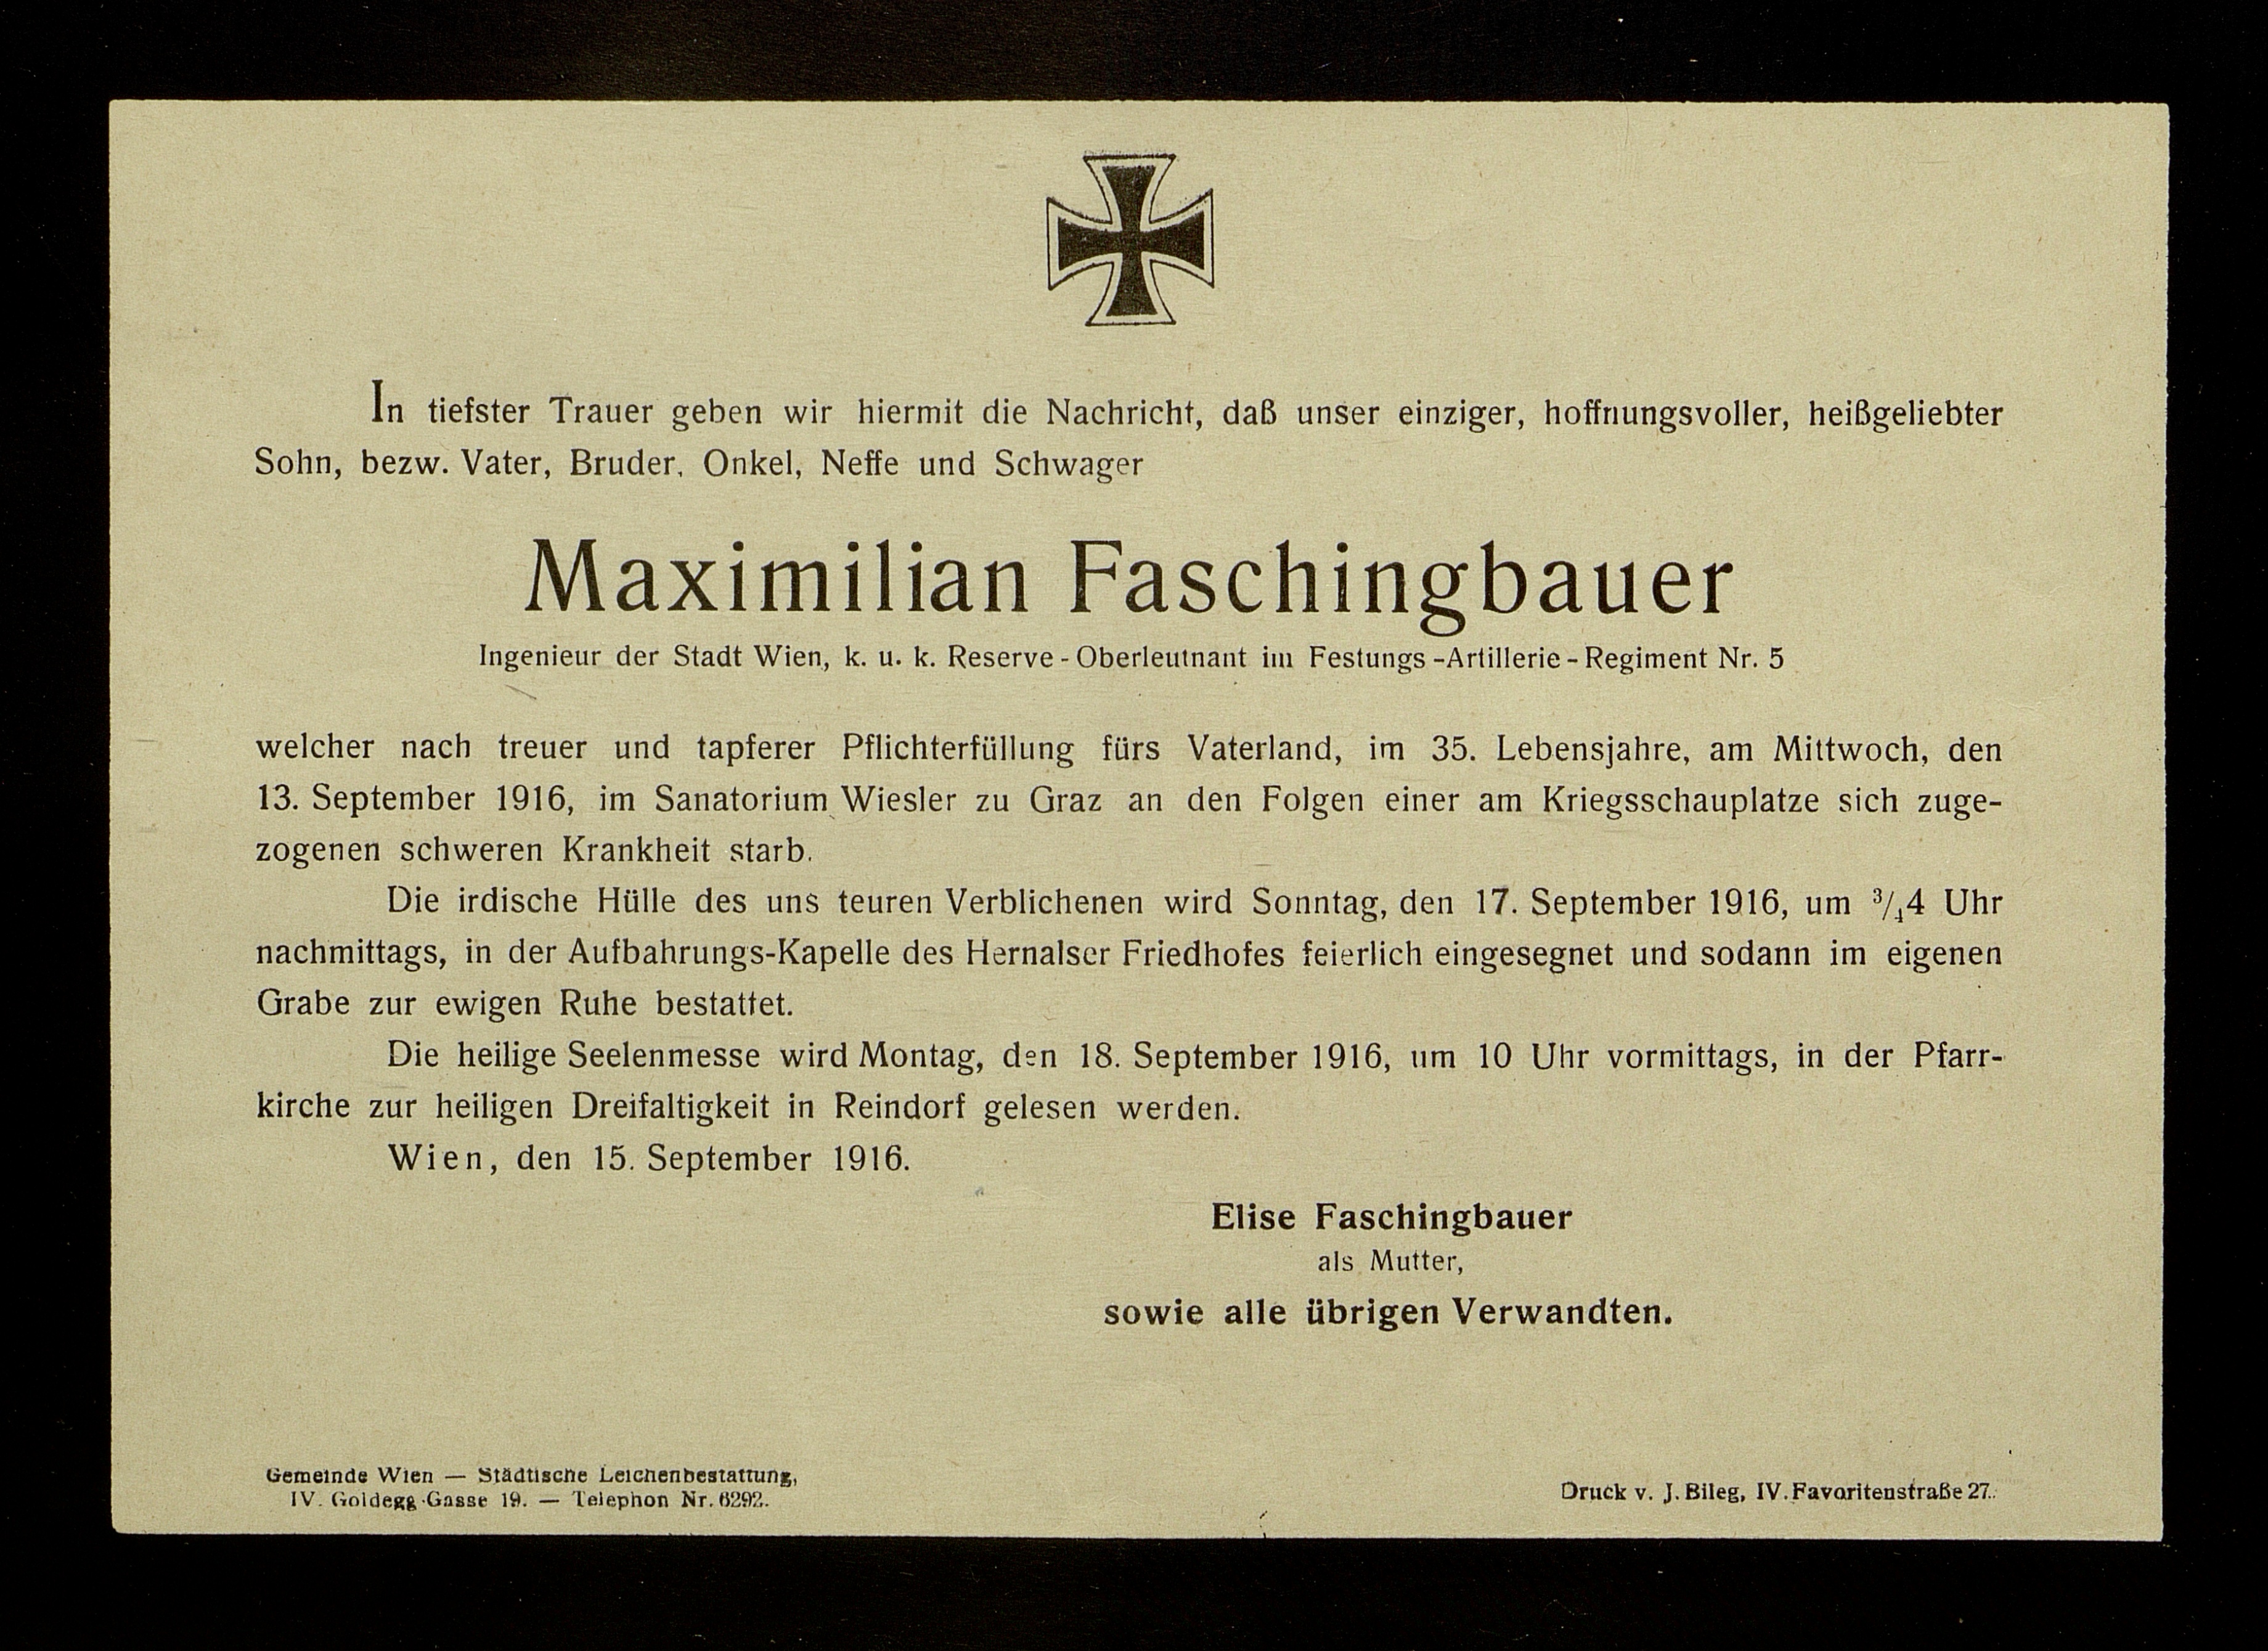 In tiefster Trauer geben wir hiermit die Nachricht, daß unser einziger, hoffnungsvoller, heißgeliebter
Sohn, bezw. Vater, Bruder, Onkel, Neffe und Schwager
Maximilian Faschingbauer
Ingenieur der Stadt Wien, k. u. k. Reserve-Oberleutnant im Festungs-Artillerie-Regiment Nr. 5
welcher nach treuer und tapferer Pflichterfüllung fürs Vaterland, im 35. Lebensjahre, am Mittwoch, den
13. September 1916, im Sanatorium Wiesler zu Graz an den Folgen einer am Kriegsschauplatze sich zuge-
zogenen schweren Krankheit starb.
Die irdische Hülle des uns teuren Verblichenen wird Sonntag, den 17. September 1916, um 3/44 Uhr
nachmittags, in der Aufbahrungs-Kapelle des Hernalser Friedhofes feierlich eingesegnet und sodann im eigenen
Grabe zur ewigen Ruhe bestattet.
Die heilige Seelenmesse wird Montag, den 18. September 1916, um 10 Uhr vormittags, in der Pfarr-
kirche zur heiligen Dreifaltigkeit in Reindorf gelesen werden.
Wien, den 15. September 1916.
Elise Faschingbauer
als Mutter,
sowie alle übrigen Verwandten.
Gemeinde Wien — Städtische Leichenbestattung,
IV. Goldegg-Gasse 19. — Telephon Nr. 6292.
Druck v. J. Bileg, IV. Favoritenstraße 27.